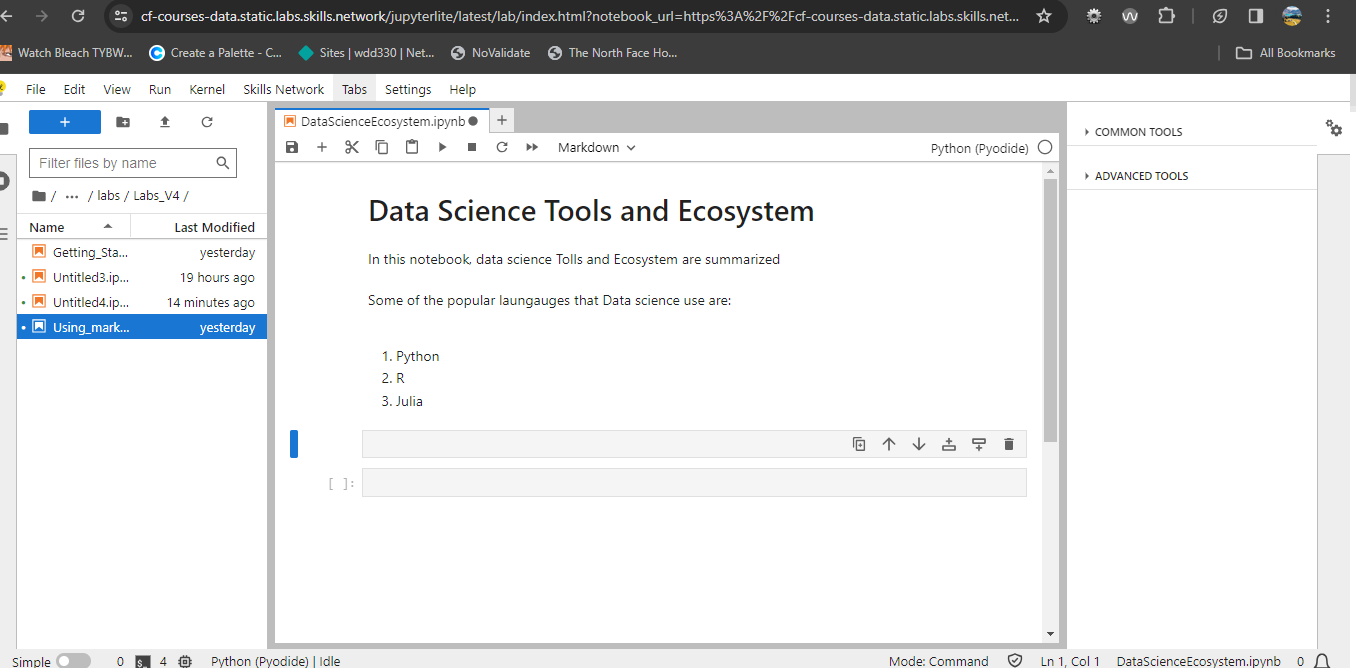 cf-courses-data.static.labs.skills.network/jupyterlite/latest/lab/index.html?notebook_url=https%3A%2F%2Fcf-courses-data.static.labs.skills.net...
Watch Bleach TYBW... Create a Palette - C... Sites | wdd330 | Net... NoValidate The North Face Ho... All Bookmarks
File Edit View Run Kernel Skills Network Tabs Settings Help
DataScienceEcosystem.ipynb
Markdown
Python (Pyodide)
COMMON TOOLS
ADVANCED TOOLS
Filter files by name
/ ... / labs / Labs_V4 /
Name Last Modified
Getting_Sta... yesterday
Untitled3.ip... 19 hours ago
Untitled4.ip... 14 minutes ago
Using_mark... yesterday
Data Science Tools and Ecosystem
In this notebook, data science Tolls and Ecosystem are summarized
Some of the popular laungauges that Data science use are:
1. Python
2. R
3. Julia
[ ]:
Simple 0 4 Python (Pyodide) | Idle Mode: Command Ln 1, Col 1 DataScienceEcosystem.ipynb 0